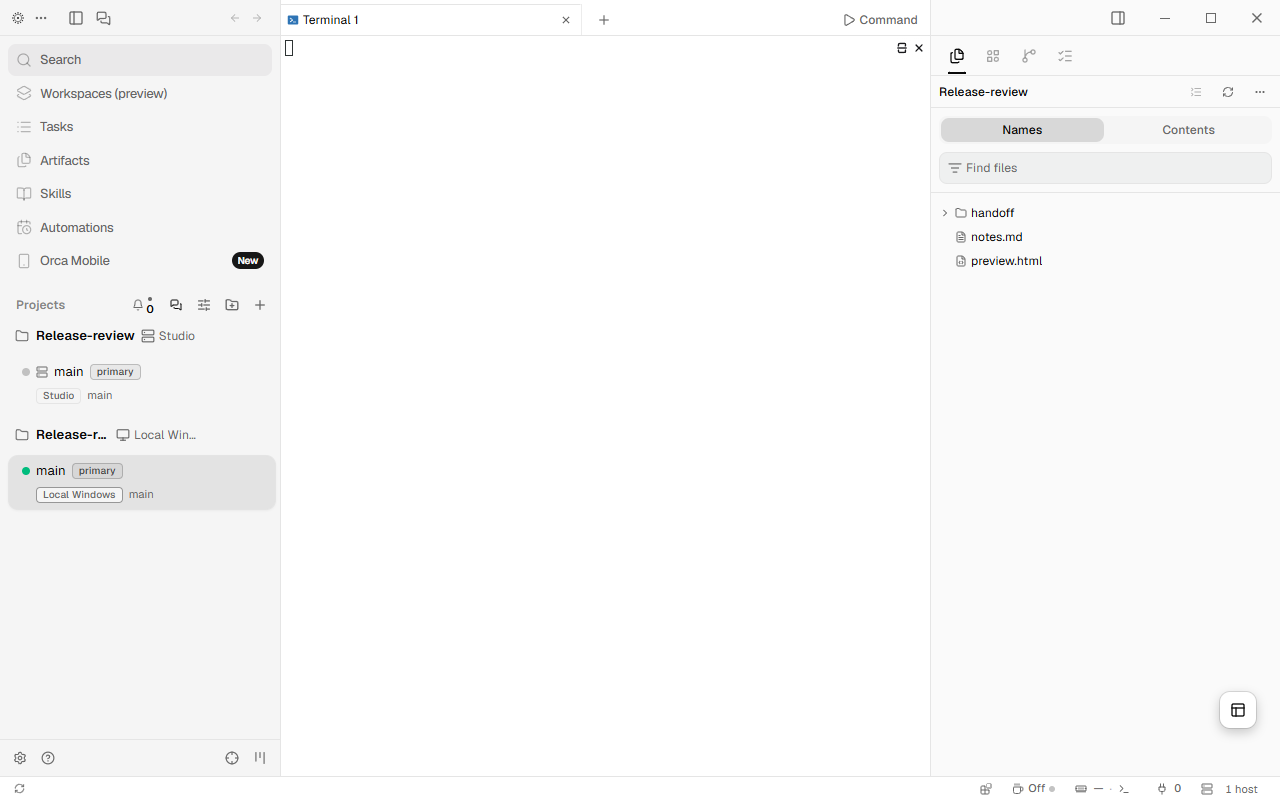 Terminal 1
Command
Search
Workspaces (preview)
Tasks
Artifacts
Skills
Automations
Orca Mobile
New
Projects
0
Release-review
Studio
main
primary
Studio
main
Release-r...
Local Win...
main
primary
Local Windows
main
Release-review
Names
Contents
Find files
handoff
notes.md
preview.html
Off
0
1 host